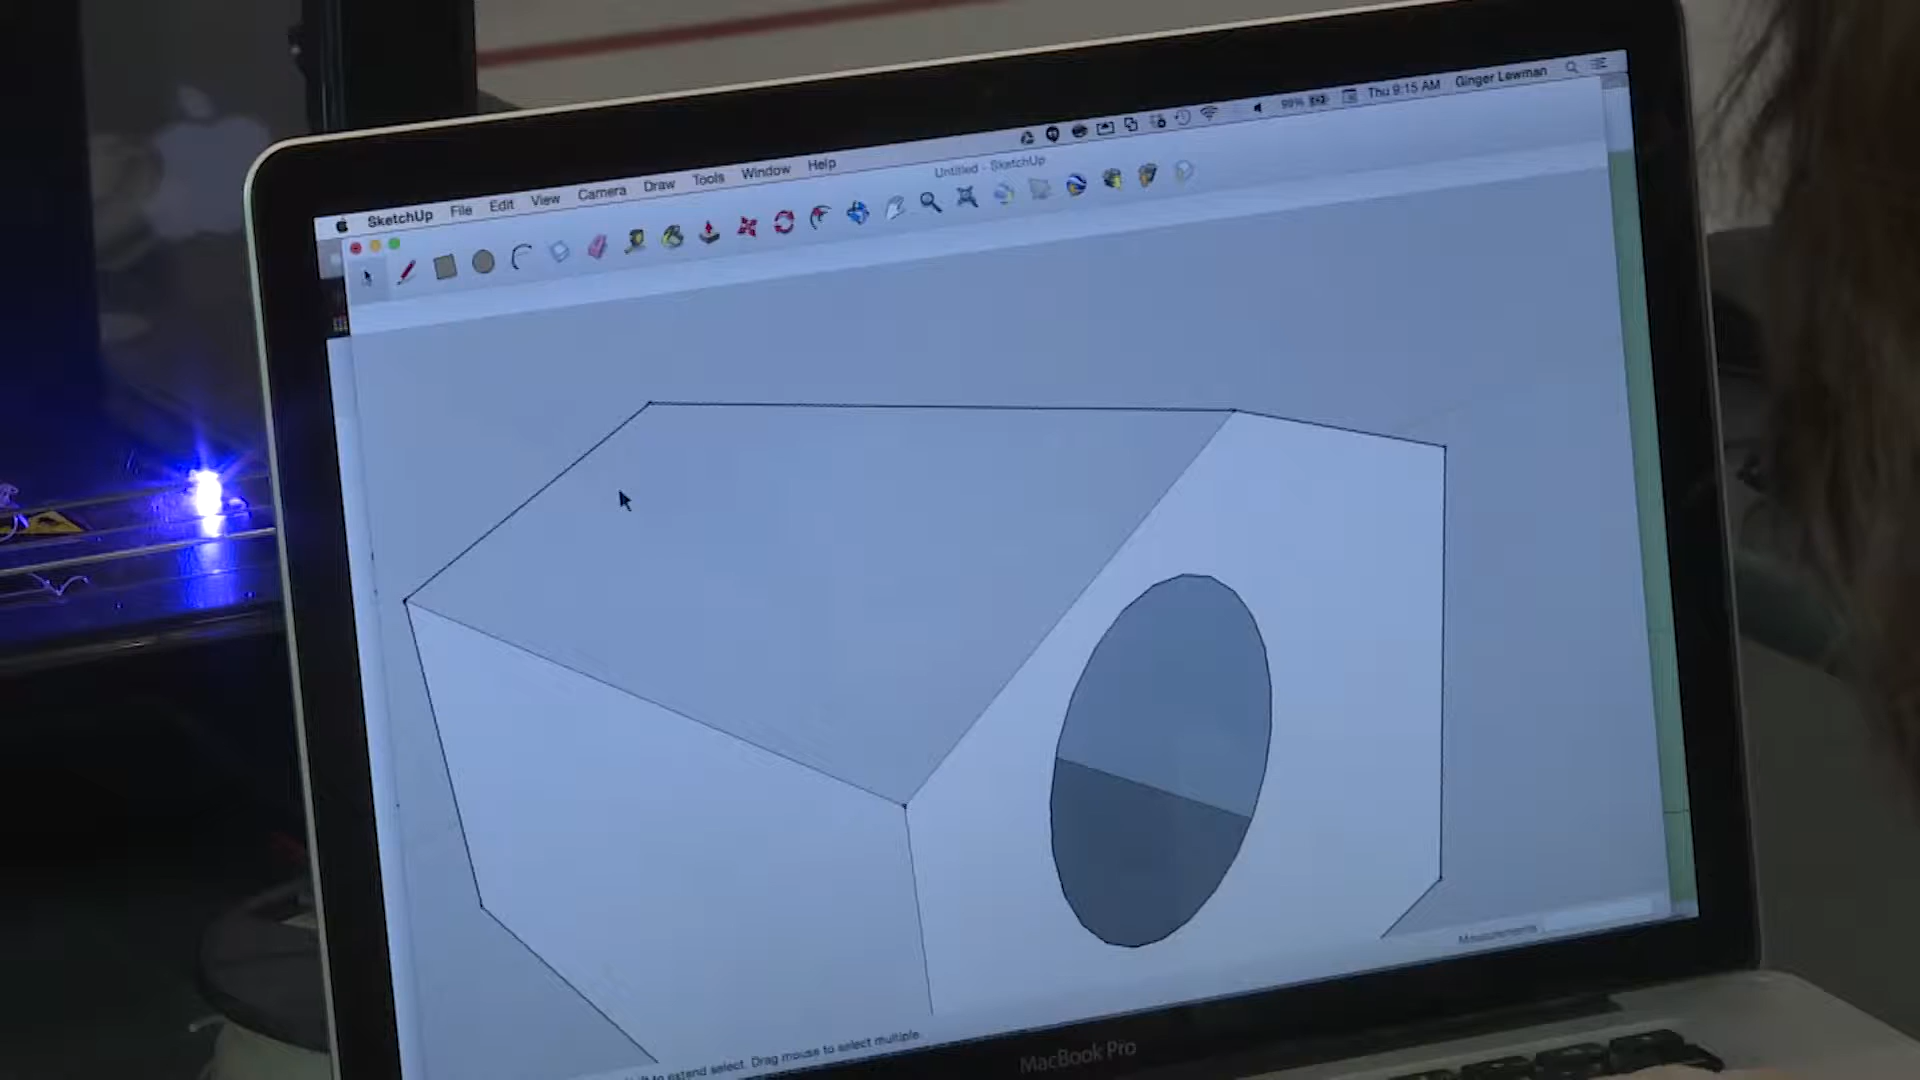 SketchUp File Edit View Camera Draw Tools Window Help 99% Thu 9:15 AM Ginger Lewman
Untitled - SketchUp
Measurements
to extend select. Drag mouse to select multiple.
MacBook Pro